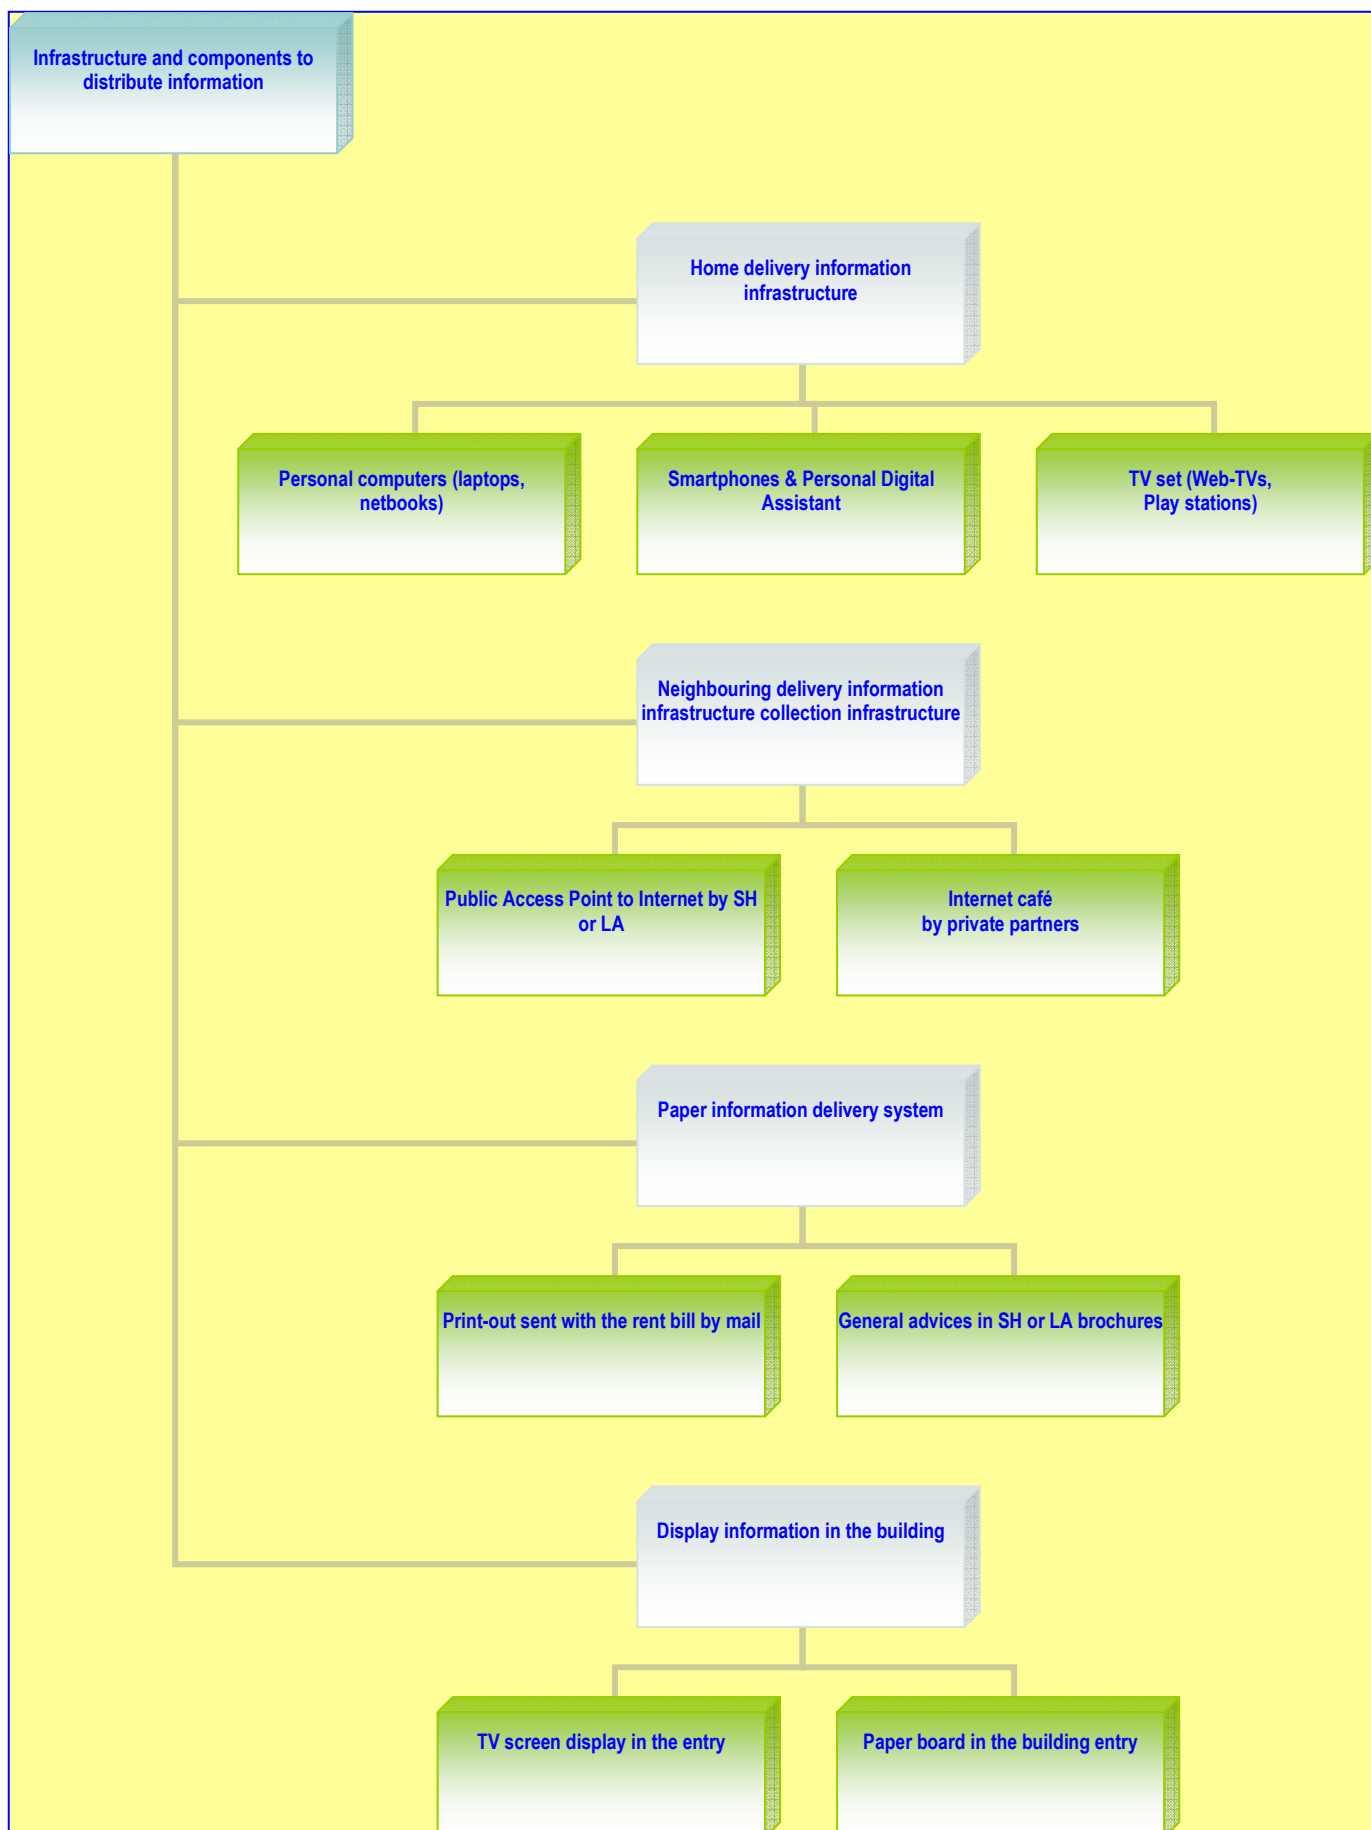 Infrastructure and components to
distribute information
Home delivery information
infrastructure
Personal computers (laptops,
netbooks)
Smartphones & Personal Digital
Assistant
TV set (Web-TVs,
Play stations)
Neighbouring delivery information
infrastructure collection infrastructure
Public Access Point to Internet by SH
or LA
Internet café
by private partners
Paper information delivery system
Print-out sent with the rent bill by mail
General advices in SH or LA brochures
Display information in the building
TV screen display in the entry
Paper board in the building entry